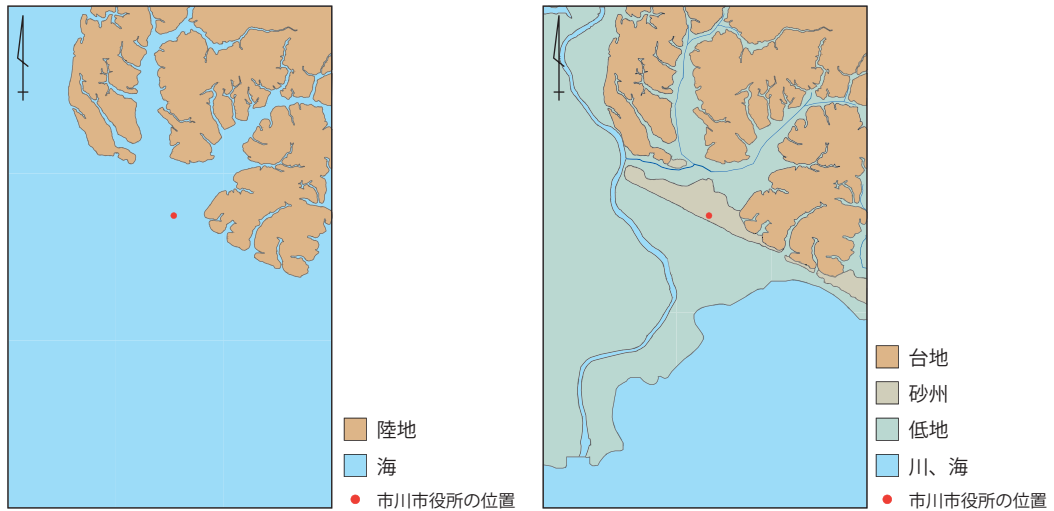 陸地
海
市川市役所の位置
台地
砂州
低地
川、海
市川市役所の位置